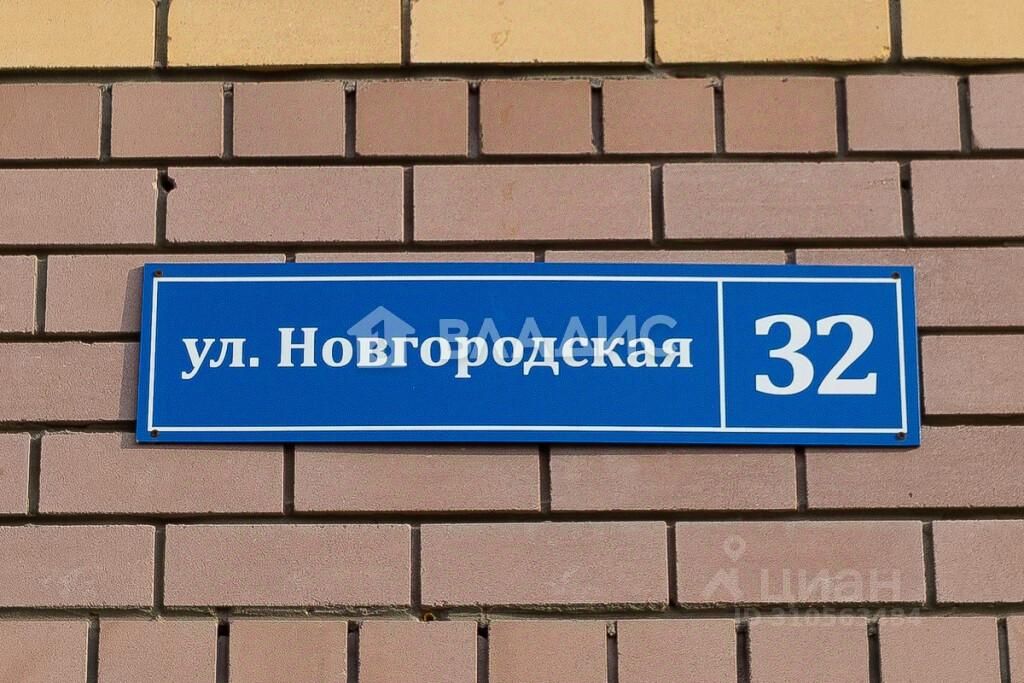 ул. Новгородская 32
ВЛАДИС
циан